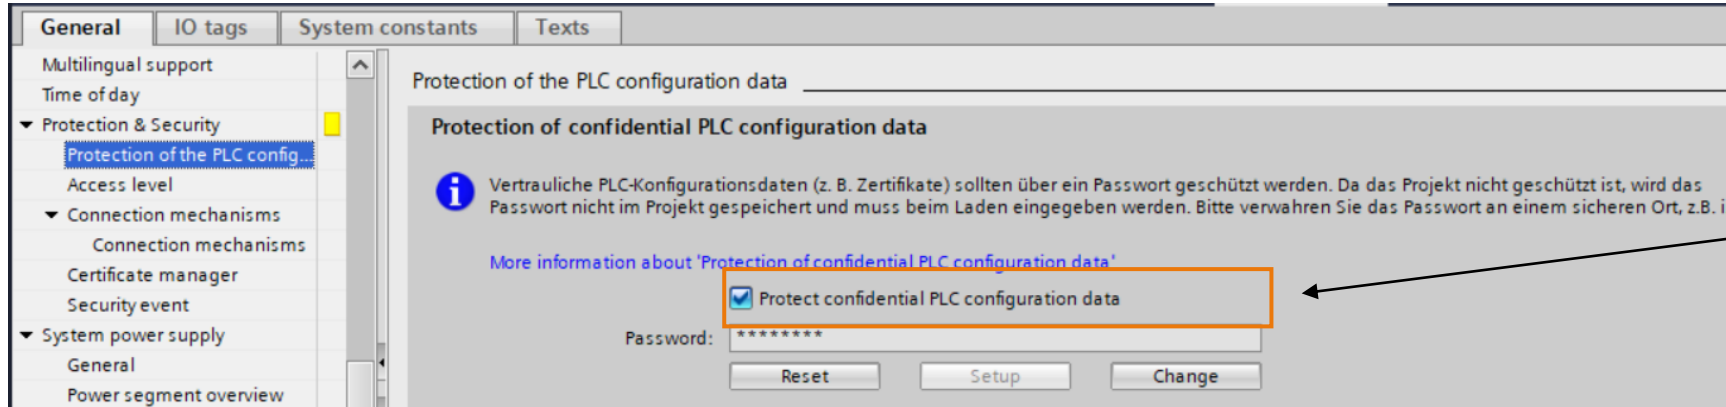 General IO tags System constants Texts
Multilingual support
Time of day
Protection & Security
Protection of the PLC config...
Access level
Connection mechanisms
Connection mechanisms
Certificate manager
Security event
System power supply
General
Power segment overview
Protection of the PLC configuration data
Protection of confidential PLC configuration data
Vertrauliche PLC-Konfigurationsdaten (z. B. Zertifikate) sollten über ein Passwort geschützt werden. Da das Projekt nicht geschützt ist, wird das
Passwort nicht im Projekt gespeichert und muss beim Laden eingegeben werden. Bitte verwahren Sie das Passwort an einem sicheren Ort, z.B. i
More information about 'Protection of confidential PLC configuration data'
Protect confidential PLC configuration data
Password: ********
Reset Setup Change